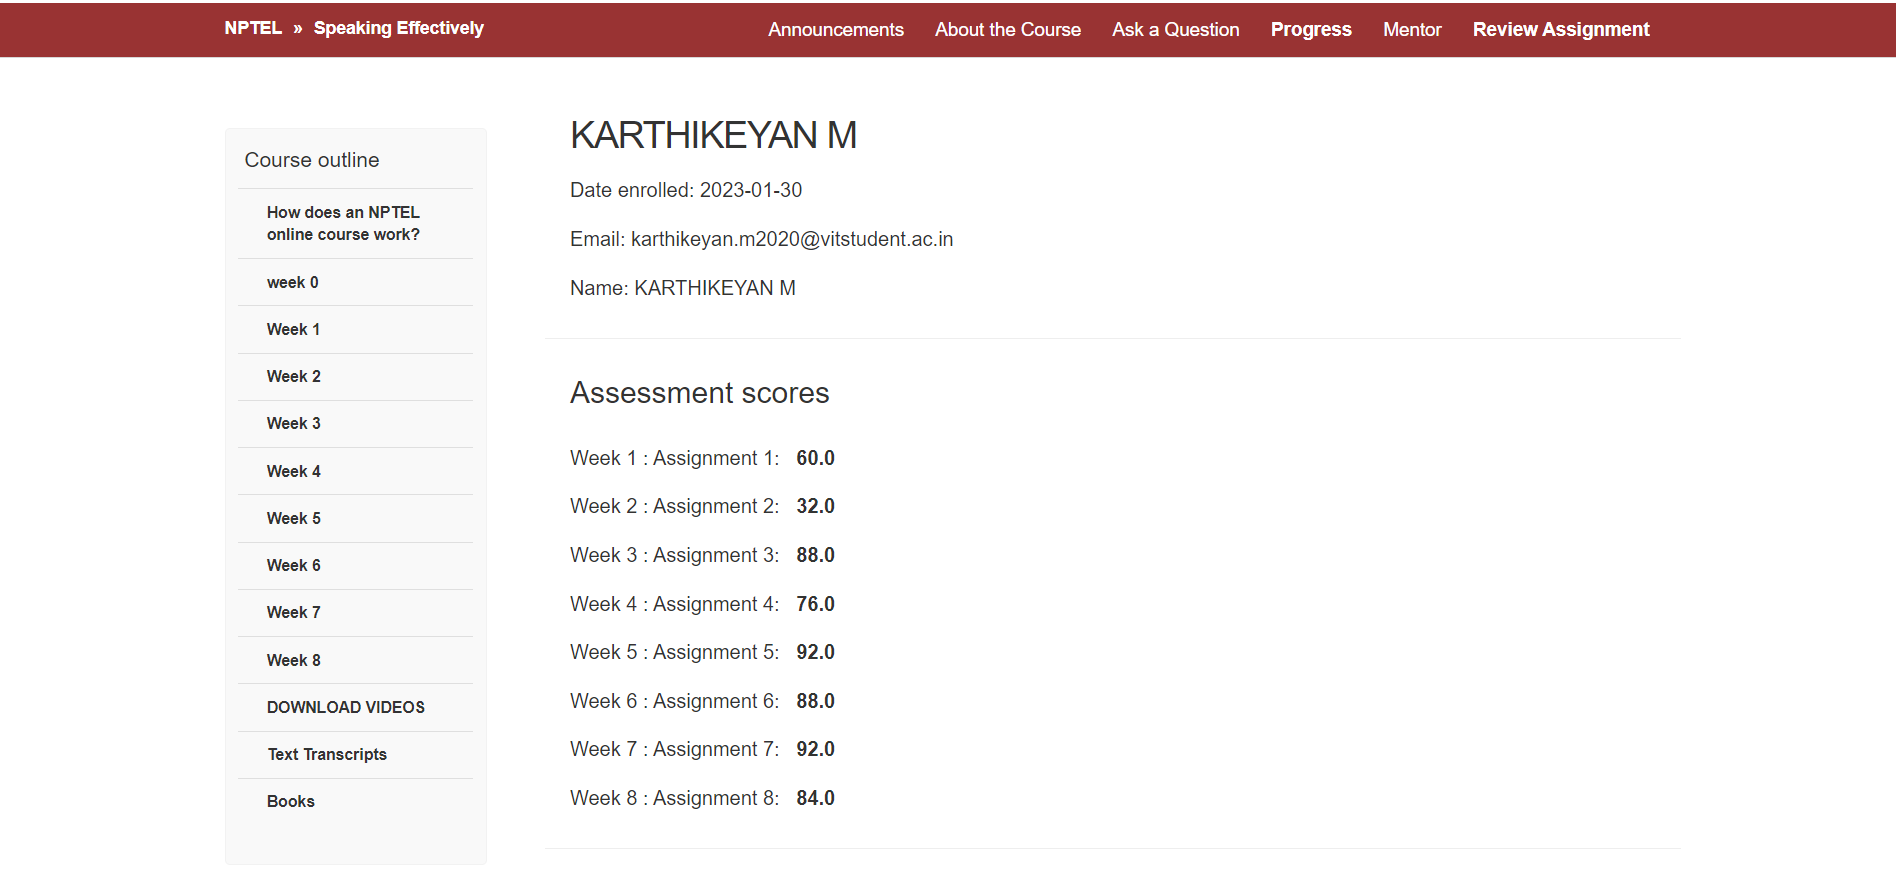 NPTEL » Speaking Effectively
Announcements About the Course Ask a Question Progress Mentor Review Assignment
Course outline
How does an NPTEL
online course work?
week 0
Week 1
Week 2
Week 3
Week 4
Week 5
Week 6
Week 7
Week 8
DOWNLOAD VIDEOS
Text Transcripts
Books
KARTHIKEYAN M
Date enrolled: 2023-01-30
Email: karthikeyan.m2020@vitstudent.ac.in
Name: KARTHIKEYAN M
Assessment scores
Week 1 : Assignment 1: 60.0
Week 2 : Assignment 2: 32.0
Week 3 : Assignment 3: 88.0
Week 4 : Assignment 4: 76.0
Week 5 : Assignment 5: 92.0
Week 6 : Assignment 6: 88.0
Week 7 : Assignment 7: 92.0
Week 8 : Assignment 8: 84.0